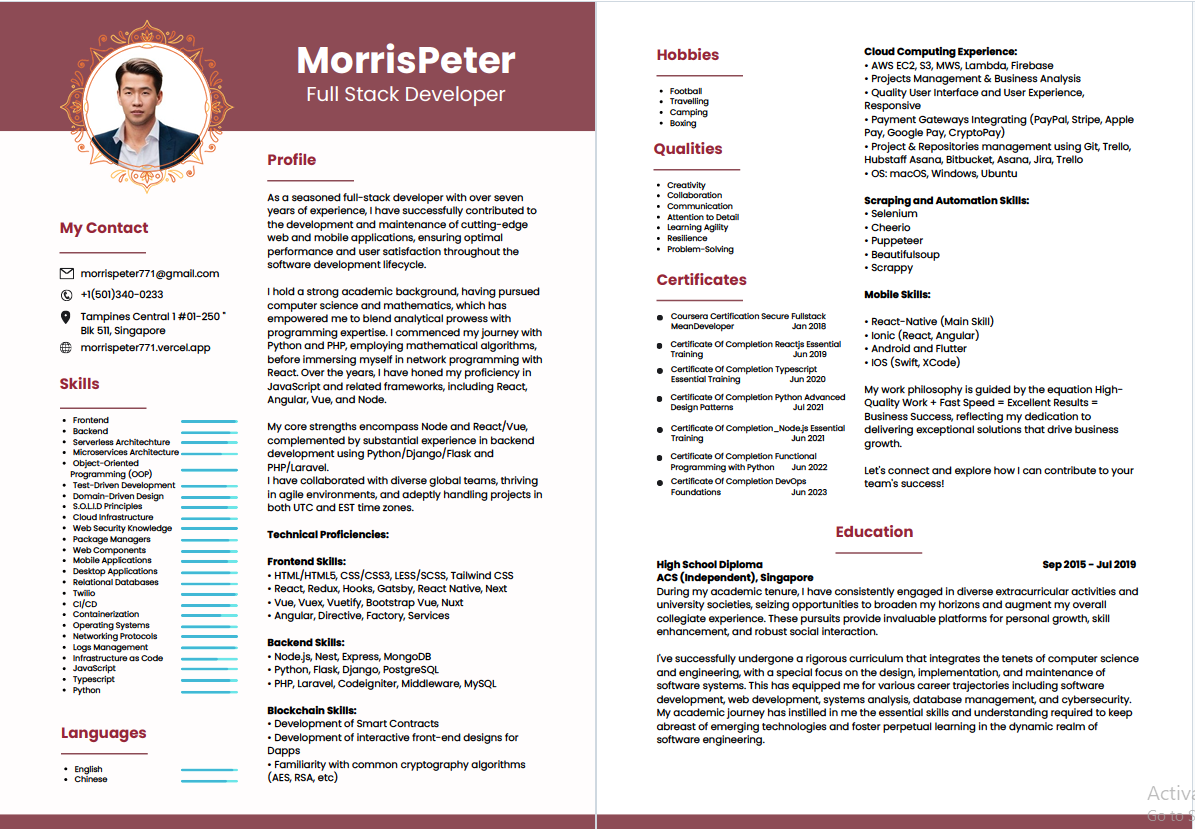 MorrisPeter
Full Stack Developer
My Contact
morrispeter771@gmail.com
+1(501)340-0233
Tampines Central 1 #01-250 "
Blk 511, Singapore
morrispeter771.vercel.app
Skills
• Frontend
• Backend
• Serverless Architechture
• Microservices Architecture
• Object-Oriented
Programming (OOP)
• Test-Driven Development
• Domain-Driven Design
• S.O.L.I.D Principles
• Cloud Infrastructure
• Web Security Knowledge
• Package Managers
• Web Components
• Mobile Applications
• Desktop Applications
• Relational Databases
• Twilio
• CI/CD
• Containerization
• Operating Systems
• Networking Protocols
• Logs Management
• Infrastructure as Code
• JavaScript
• Typescript
• Python
Languages
• English
• Chinese
Profile
As a seasoned full-stack developer with over seven
years of experience, I have successfully contributed to
the development and maintenance of cutting-edge
web and mobile applications, ensuring optimal
performance and user satisfaction throughout the
software development lifecycle.
I hold a strong academic background, having pursued
computer science and mathematics, which has
empowered me to blend analytical prowess with
programming expertise. I commenced my journey with
Python and PHP, employing mathematical algorithms,
before immersing myself in network programming with
React. Over the years, I have honed my proficiency in
JavaScript and related frameworks, including React,
Angular, Vue, and Node.
My core strengths encompass Node and React/Vue,
complemented by substantial experience in backend
development using Python/Django/Flask and
PHP/Laravel.
I have collaborated with diverse global teams, thriving
in agile environments, and adeptly handling projects in
both UTC and EST time zones.
Technical Proficiencies:
Frontend Skills:
• HTML/HTML5, CSS/CSS3, LESS/SCSS, Tailwind CSS
• React, Redux, Hooks, Gatsby, React Native, Next
• Vue, Vuex, Vuetify, Bootstrap Vue, Nuxt
• Angular, Directive, Factory, Services
Backend Skills:
• Node.js, Nest, Express, MongoDB
• Python, Flask, Django, PostgreSQL
• PHP, Laravel, Codeigniter, Middleware, MySQL
Blockchain Skills:
• Development of Smart Contracts
• Development of interactive front-end designs for
Dapps
• Familiarity with common cryptography algorithms
(AES, RSA, etc)
Hobbies
• Football
• Travelling
• Camping
• Boxing
Qualities
• Creativity
• Collaboration
• Communication
• Attention to Detail
• Learning Agility
• Resilience
• Problem-Solving
Certificates
• Coursera Certification Secure Fullstack
MeanDeveloper Jan 2018
• Certificate Of Completion Reactjs Essential
Training Jun 2019
• Certificate Of Completion Typescript
Essential Training Jun 2020
• Certificate Of Completion Python Advanced
Design Patterns Jul 2021
• Certificate Of Completion_Node.js Essential
Training Jun 2021
• Certificate Of Completion Functional
Programming with Python Jun 2022
• Certificate Of Completion DevOps
Foundations Jun 2023
Cloud Computing Experience:
• AWS EC2, S3, MWS, Lambda, Firebase
• Projects Management & Business Analysis
• Quality User Interface and User Experience,
Responsive
• Payment Gateways Integrating (PayPal, Stripe, Apple
Pay, Google Pay, CryptoPay)
• Project & Repositories management using Git, Trello,
Hubstaff Asana, Bitbucket, Asana, Jira, Trello
• OS: macOS, Windows, Ubuntu
Scraping and Automation Skills:
• Selenium
• Cheerio
• Puppeteer
• Beautifulsoup
• Scrappy
Mobile Skills:
• React-Native (Main Skill)
• Ionic (React, Angular)
• Android and Flutter
• IOS (Swift, XCode)
My work philosophy is guided by the equation High-
Quality Work + Fast Speed = Excellent Results =
Business Success, reflecting my dedication to
delivering exceptional solutions that drive business
growth.
Let's connect and explore how I can contribute to your
team's success!
Education
High School Diploma Sep 2015 - Jul 2019
ACS (Independent), Singapore
During my academic tenure, I have consistently engaged in diverse extracurricular activities and
university societies, seizing opportunities to broaden my horizons and augment my overall
collegiate experience. These pursuits provide invaluable platforms for personal growth, skill
enhancement, and robust social interaction.
I've successfully undergone a rigorous curriculum that integrates the tenets of computer science
and engineering, with a special focus on the design, implementation, and maintenance of
software systems. This has equipped me for various career trajectories including software
development, web development, systems analysis, database management, and cybersecurity.
My academic journey has instilled in me the essential skills and understanding required to keep
abreast of emerging technologies and foster perpetual learning in the dynamic realm of
software engineering.
Activa
Go to S